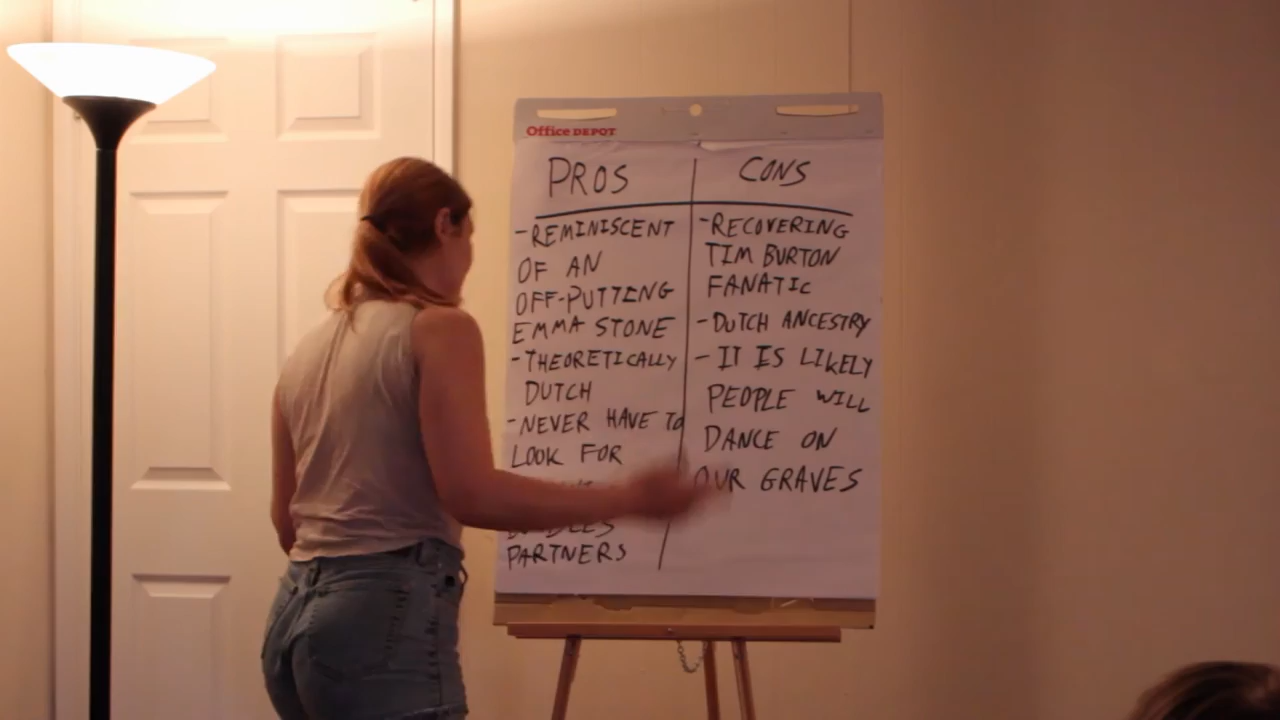 Office DEPOT
PROS
-REMINISCENT
OF AN
OFF-PUTTING
EMMA STONE
-THEORETICALLY
DUTCH
-NEVER HAVE TO
LOOK FOR
PARTNERS
CONS
-RECOVERING
TIM BURTON
FANATIC
-DUTCH ANCESTRY
- IT IS LIKELY
PEOPLE WILL
DANCE ON
OUR GRAVES